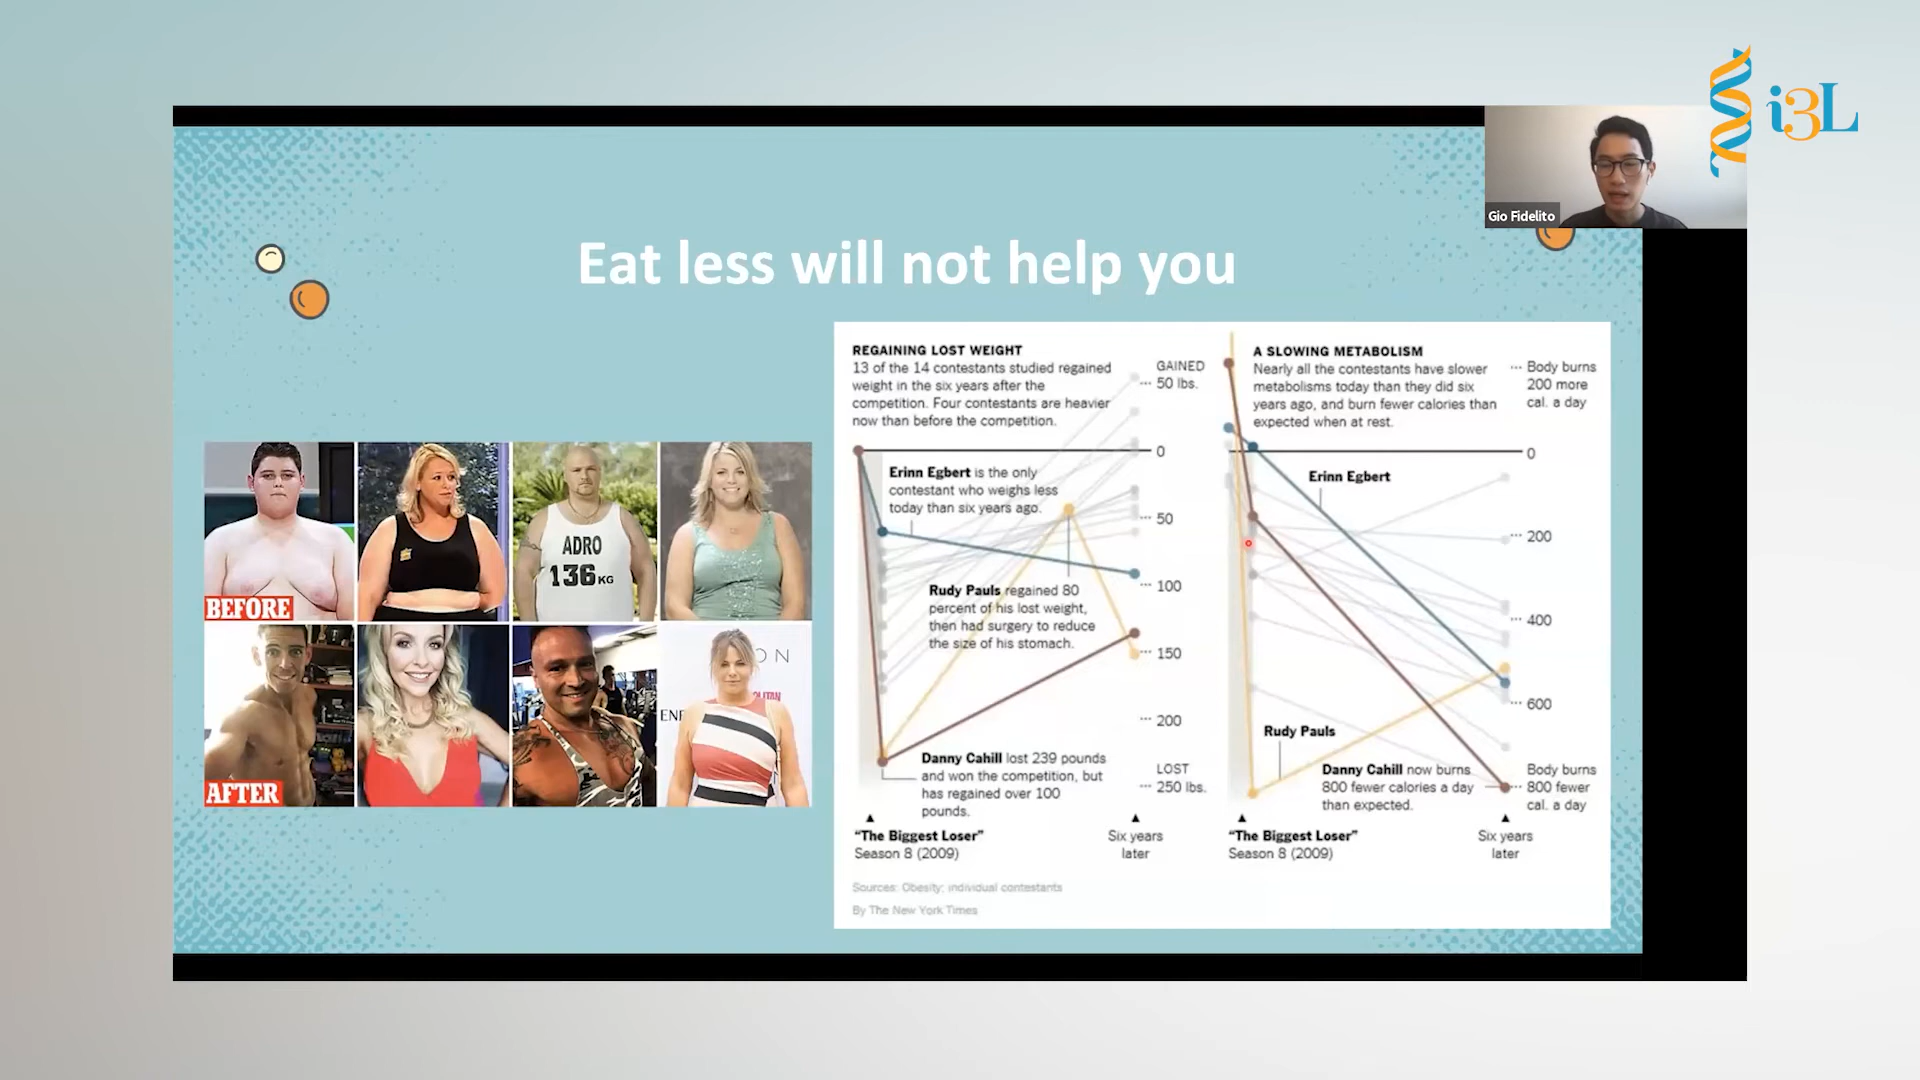 i3L
Gio Fidelito
Eat less will not help you
BEFORE
ADRO
136 KG
AFTER
REGAINING LOST WEIGHT
13 of the 14 contestants studied regained
weight in the six years after the
competition. Four contestants are heavier
now than before the competition.
GAINED
50 lbs.
0
50
100
150
200
LOST
250 lbs.
Erinn Egbert is the only
contestant who weighs less
today than six years ago.
Rudy Pauls regained 80
percent of his lost weight,
then had surgery to reduce
the size of his stomach.
Danny Cahill lost 239 pounds
and won the competition, but
has regained over 100
pounds.
"The Biggest Loser"
Season 8 (2009)
Six years
later
Sources: Obesity; individual contestants
By The New York Times
A SLOWING METABOLISM
Nearly all the contestants have slower
metabolisms today than they did six
years ago, and burn fewer calories than
expected when at rest.
Body burns
200 more
cal. a day
0
200
400
600
Body burns
800 fewer
cal. a day
Erinn Egbert
Rudy Pauls
Danny Cahill now burns
800 fewer calories a day
than expected.
"The Biggest Loser"
Season 8 (2009)
Six years
later